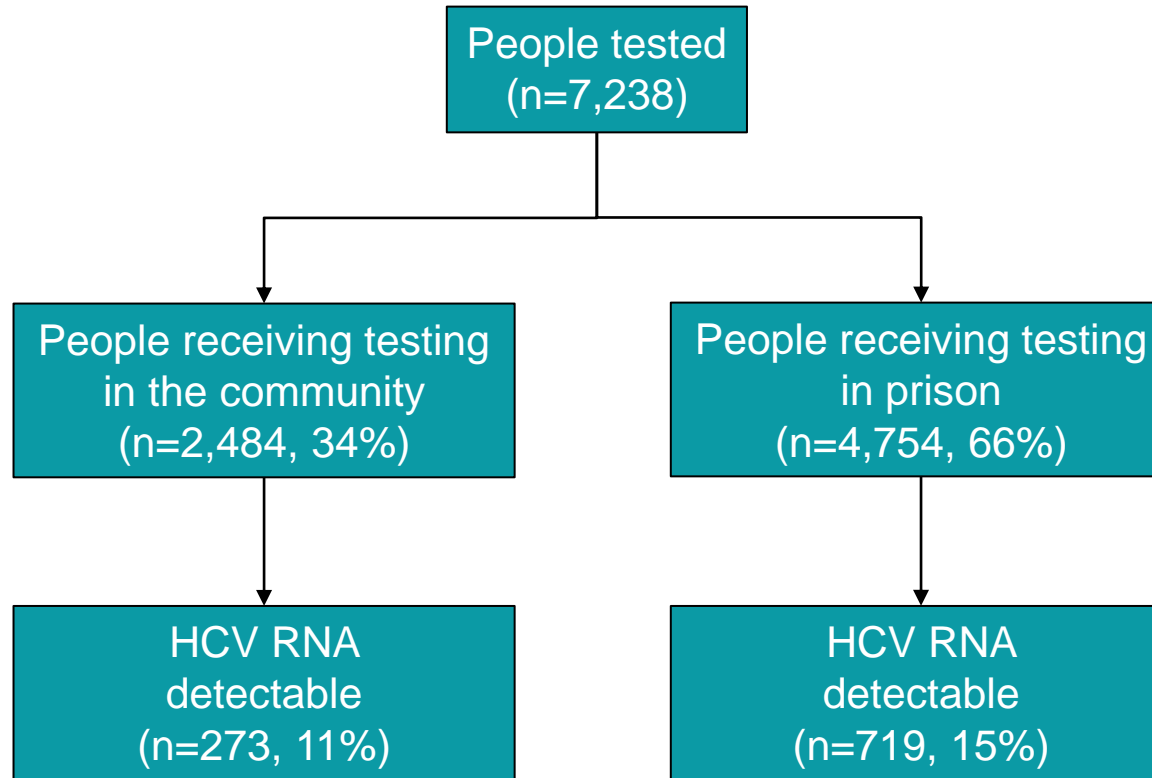 People tested
(n=7,238)
People receiving testing
in the community
(n=2,484, 34%)
People receiving testing
in prison
(n=4,754, 66%)
HCV RNA
detectable
(n=273, 11%)
HCV RNA
detectable
(n=719, 15%)